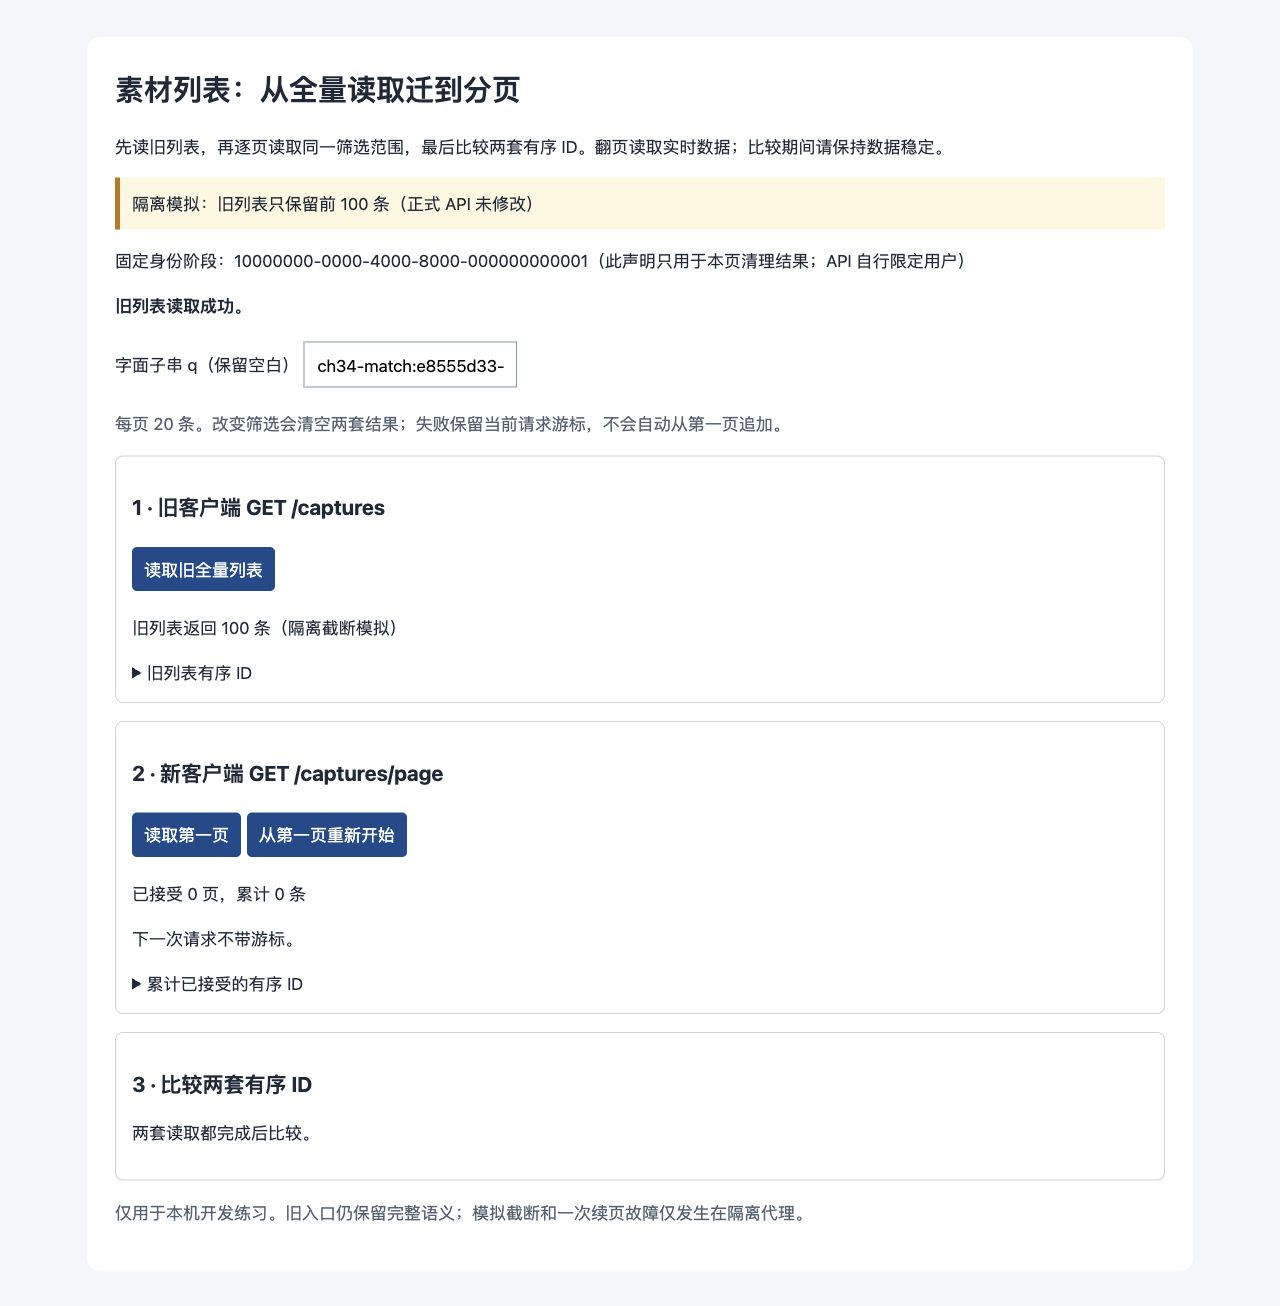 素材列表：从全量读取迁到分页
先读旧列表，再逐页读取同一筛选范围，最后比较两套有序 ID。翻页读取实时数据；比较期间请保持数据稳定。
隔离模拟：旧列表只保留前 100 条（正式 API 未修改）
固定身份阶段：10000000-0000-4000-8000-000000000001（此声明只用于本页清理结果；API 自行限定用户）
旧列表读取成功。
字面子串 q（保留空白） ch34-match:e8555d33-
每页 20 条。改变筛选会清空两套结果；失败保留当前请求游标，不会自动从第一页追加。
1 · 旧客户端 GET /captures
读取旧全量列表
旧列表返回 100 条（隔离截断模拟）
▶ 旧列表有序 ID
2 · 新客户端 GET /captures/page
读取第一页 从第一页重新开始
已接受 0 页，累计 0 条
下一次请求不带游标。
▶ 累计已接受的有序 ID
3 · 比较两套有序 ID
两套读取都完成后比较。
仅用于本机开发练习。旧入口仍保留完整语义；模拟截断和一次续页故障仅发生在隔离代理。